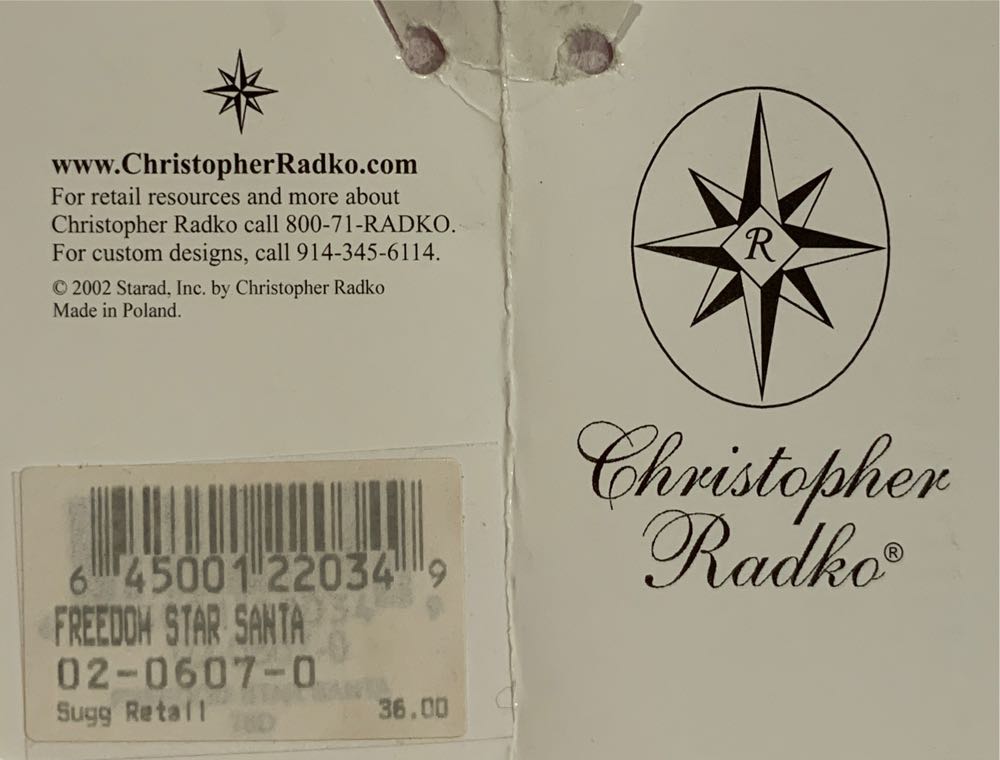 www.ChristopherRadko.com
For retail resources and more about
Christopher Radko call 800-71-RADKO.
For custom designs, call 914-345-6114.
© 2002 Starad, Inc. by Christopher Radko
Made in Poland.
6 45001 22034 9
FREEDOM STAR SANTA
02-0607-0
Sugg Retail 36.00
R
Christopher
Radko®